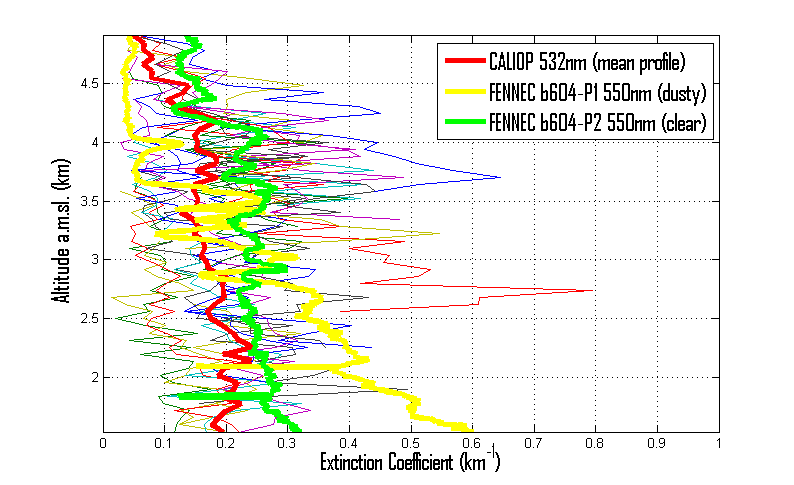 CALIOP 532nm (mean profile)
FENNEC b604-P1 550nm (dusty)
FENNEC b604-P2 550nm (clear)
4.5
4
3.5
3
2.5
2
Altitude a.m.sl. (km)
0 0.1 0.2 0.3 0.4 0.5 0.6 0.7 0.8 0.9 1
Extinction Coefficient (km-1)